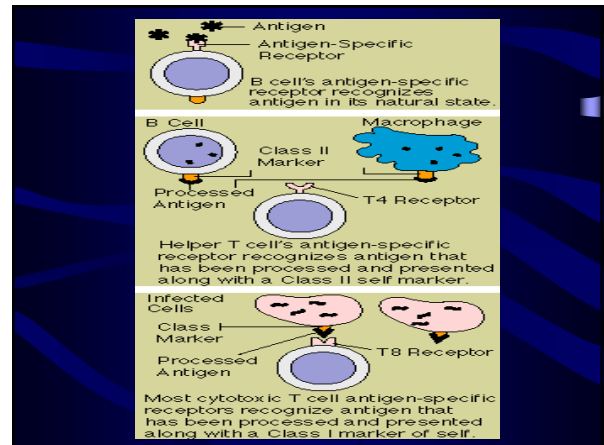 Antigen
Antigen-Specific
Receptor
B cell's antigen-specific
receptor recognizes
antigen in its natural state.
B Cell
Macrophage
Class II
Marker
Processed
Antigen
T4 Receptor
Helper T cell's antigen-specific
receptor recognizes antigen that
has been processed and presented
along with a Class II self marker.
Infected
Cells
Class I
Marker
Processed
Antigen
T8 Receptor
Most cytotoxic T cell antigen-specific
receptors recognize antigen that
has been processed and presented
along with a Class I marker of self.